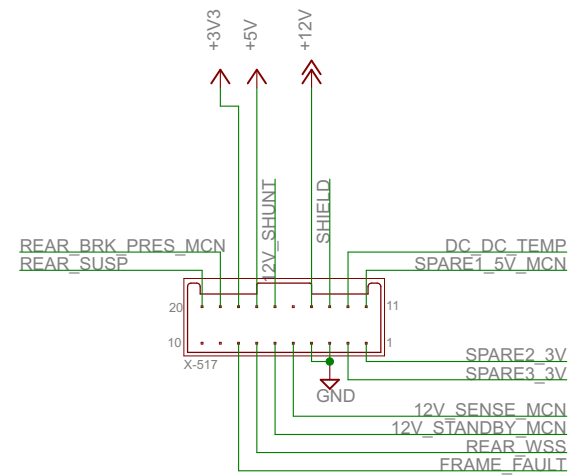 +3V3
+5V
+12V
12V_SHUNT
SHIELD
REAR_BRK_PRES_MCN
DC_DC_TEMP
REAR_SUSP
SPARE1_5V_MCN
20
11
10
1
X-517
SPARE2_3V
SPARE3_3V
GND
12V_SENSE_MCN
12V_STANDBY_MCN
REAR_WSS
FRAME_FAULT